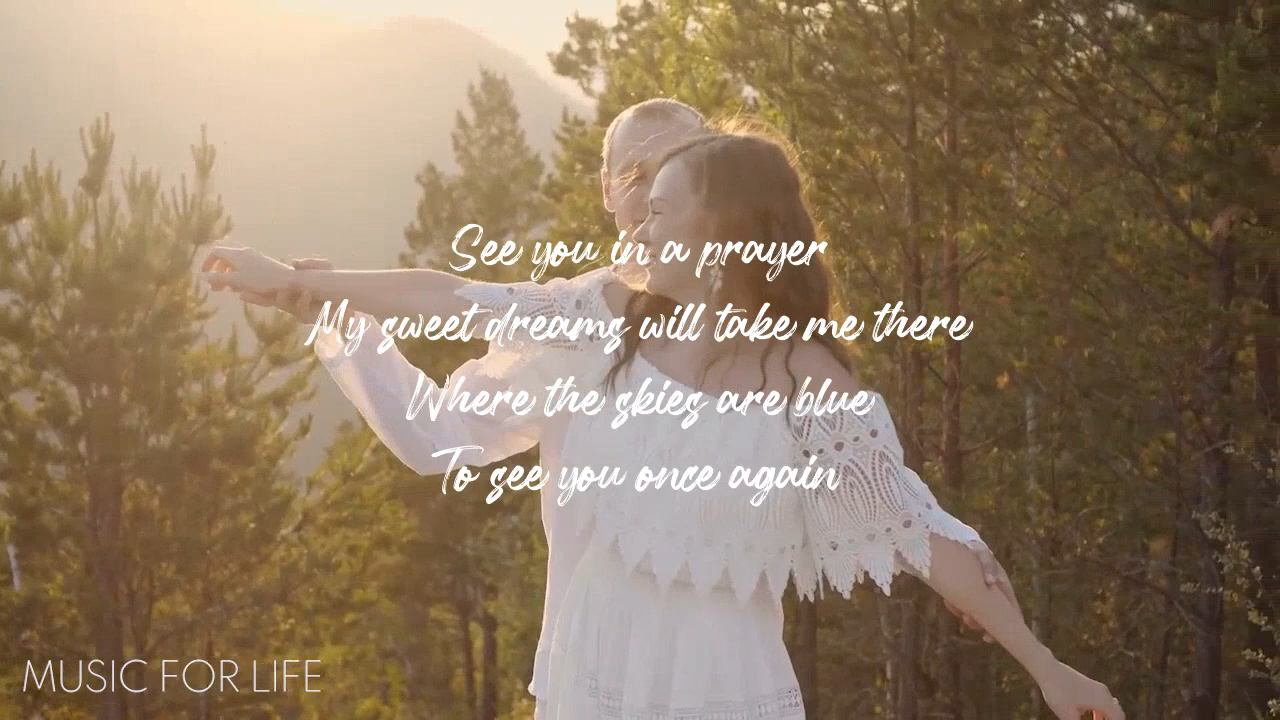 See you in a prayer
My sweet dreams will take me there
Where the skies are blue
To see you once again
MUSIC FOR LIFE